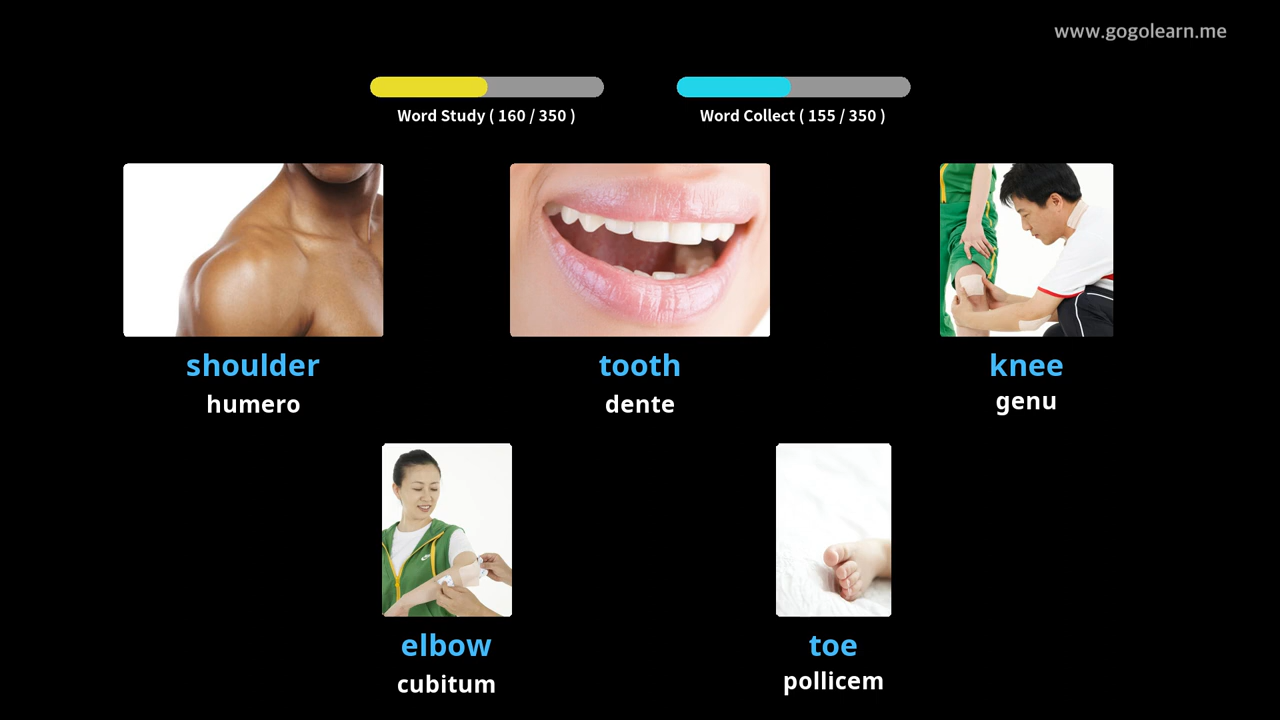 www.gogolearn.me
Word Study ( 160 / 350 )
Word Collect ( 155 / 350 )
shoulder
humero
tooth
dente
knee
genu
elbow
cubitum
toe
pollicem